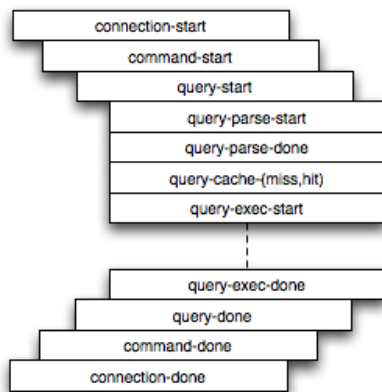 connection-start
command-start
query-start
query-parse-start
query-parse-done
query-cache-(miss,hit)
query-exec-start
query-exec-done
query-done
command-done
connection-done